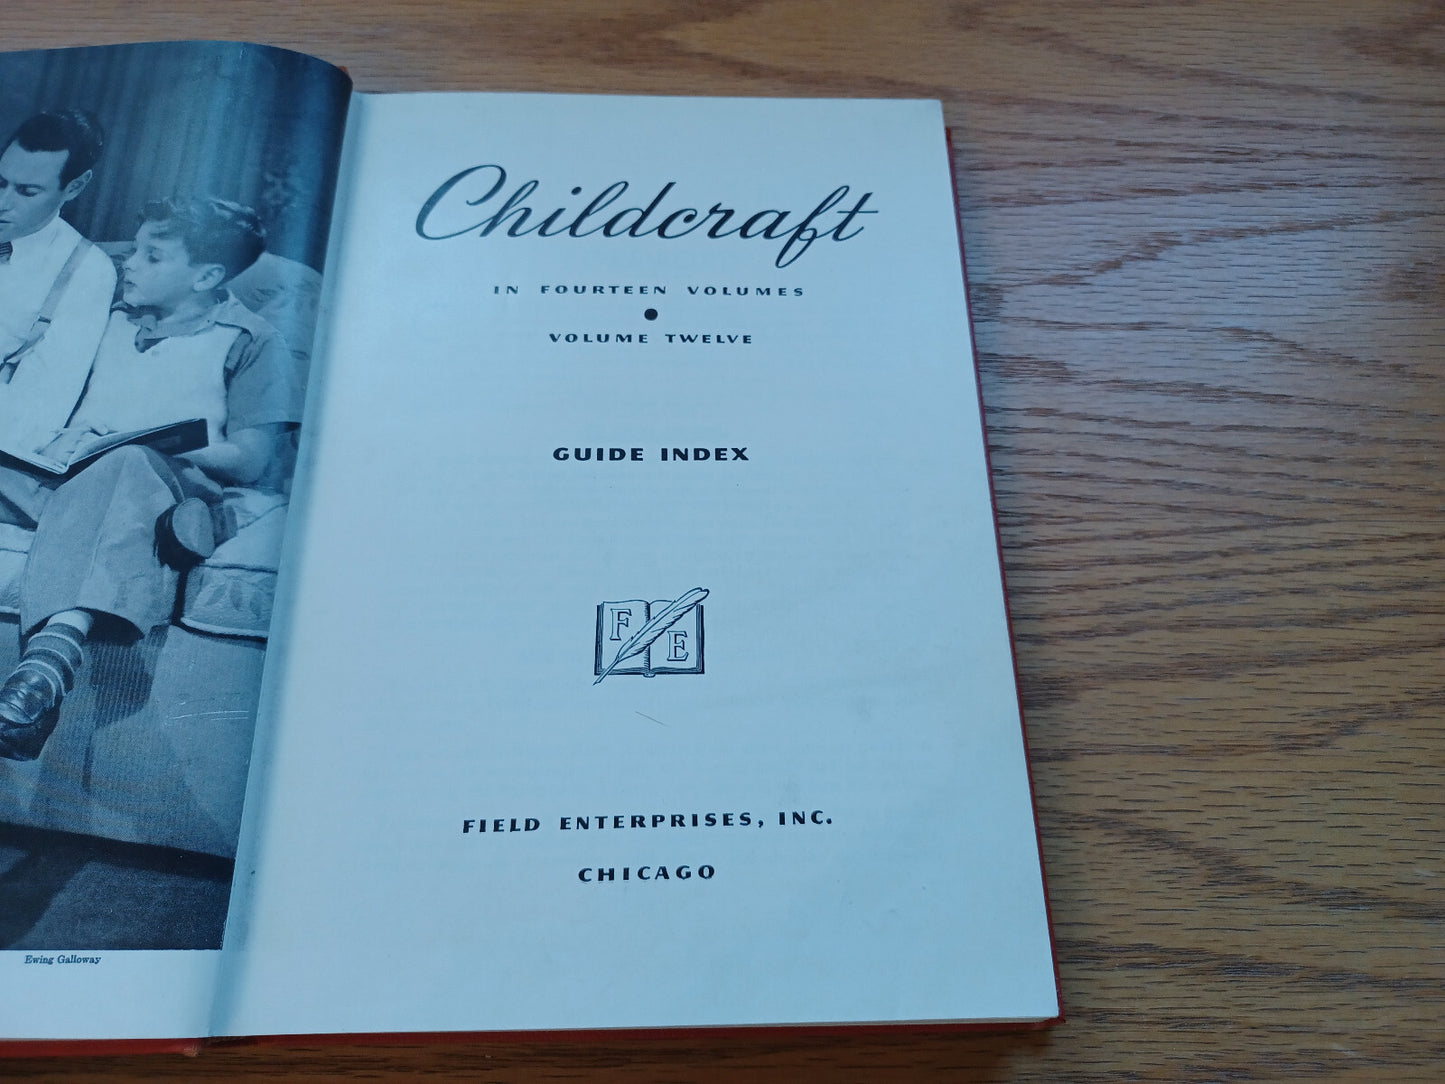 Childcraft
IN FOURTEEN VOLUMES
VOLUME TWELVE
GUIDE INDEX
F
E
FIELD ENTERPRISES, INC.
CHICAGO
Ewing Galloway